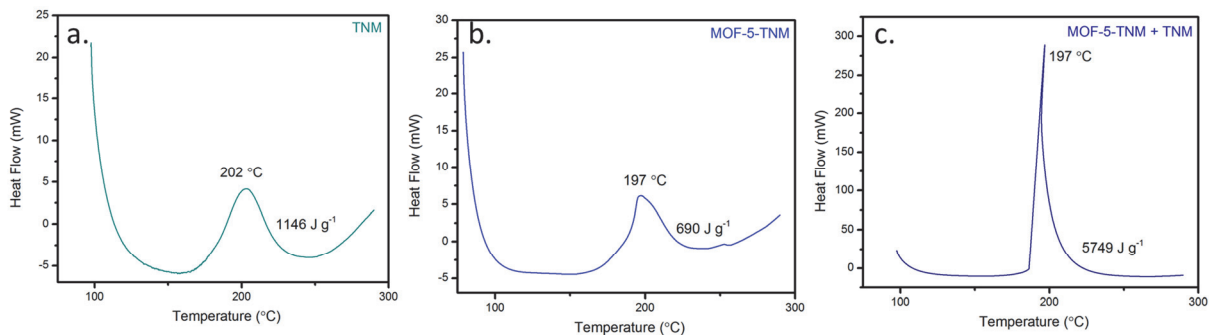 a.
TNM
25
20
15
10
5
0
-5
Heat Flow (mW)
202 °C
1146 J g⁻¹
100
200
300
Temperature (°C)
b.
MOF-5-TNM
30
25
20
15
10
5
0
-5
-10
Heat Flow (mW)
197 °C
690 J g⁻¹
100
200
300
Temperature (°C)
c.
MOF-5-TNM + TNM
300
250
200
150
100
50
0
Heat Flow (mW)
197 °C
5749 J g⁻¹
100
200
300
Temperature (°C)